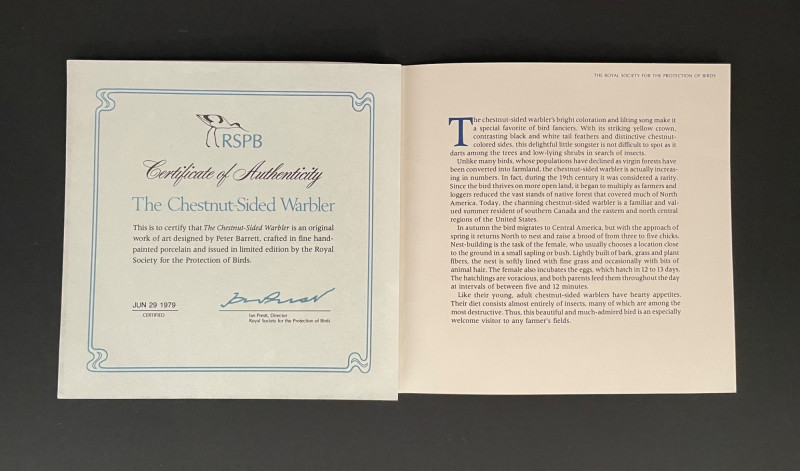 RSPB
Certificate of Authenticity
The Chestnut-Sided Warbler
This is to certify that The Chestnut-Sided Warbler is an original
work of art designed by Peter Barrett, crafted in fine hand-
painted porcelain and issued in limited edition by the Royal
Society for the Protection of Birds.
JUN 29 1979
CERTIFIED
Ian Prestt, Director
Royal Society for the Protection of Birds
THE ROYAL SOCIETY FOR THE PROTECTION OF BIRDS
The chestnut-sided warbler's bright coloration and lilting song make it
a special favorite of bird fanciers. With its striking yellow crown,
contrasting black and white tail feathers and distinctive chestnut-
colored sides, this delightful little songster is not difficult to spot as it
darts among the trees and low-lying shrubs in search of insects.
Unlike many birds, whose populations have declined as virgin forests have
been converted into farmland, the chestnut-sided warbler is actually increas-
ing in numbers. In fact, during the 19th century it was considered a rarity.
Since the bird thrives on more open land, it began to multiply as farmers and
loggers reduced the vast stands of native forest that covered much of North
America. Today, the charming chestnut-sided warbler is a familiar and val-
ued summer resident of southern Canada and the eastern and north central
regions of the United States.
In autumn the bird migrates to Central America, but with the approach of
spring it returns North to nest and raise a brood of from three to five chicks.
Nest-building is the task of the female, who usually chooses a location close
to the ground in a small sapling or bush. Lightly built of bark, grass and plant
fibers, the nest is softly lined with fine grass and occasionally with bits of
animal hair. The female also incubates the eggs, which hatch in 12 to 13 days.
The hatchlings are voracious, and both parents feed them throughout the day
at intervals of between five and 12 minutes.
Like their young, adult chestnut-sided warblers have hearty appetites.
Their diet consists almost entirely of insects, many of which are among the
most destructive. Thus, this beautiful and much-admired bird is an especially
welcome visitor to any farmer's fields.